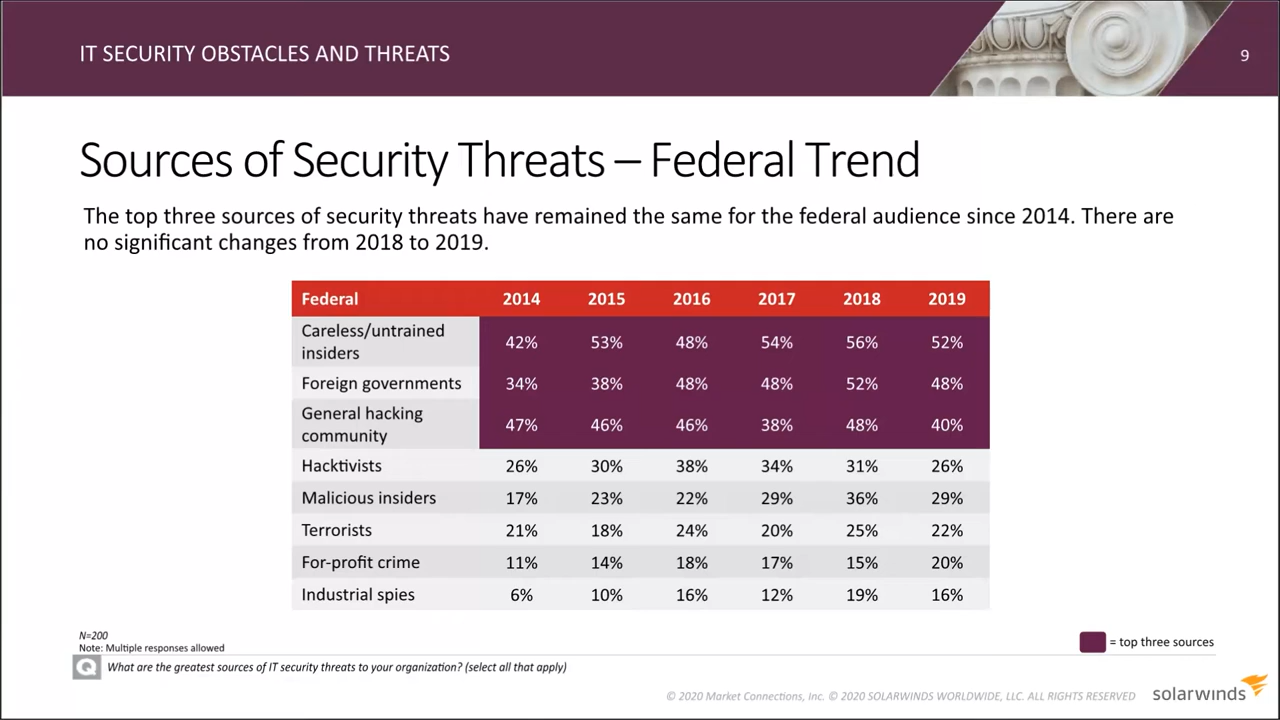 IT SECURITY OBSTACLES AND THREATS
9
Sources of Security Threats – Federal Trend
The top three sources of security threats have remained the same for the federal audience since 2014. There are
no significant changes from 2018 to 2019.
Federal 2014 2015 2016 2017 2018 2019
Careless/untrained
insiders 42% 53% 48% 54% 56% 52%
Foreign governments 34% 38% 48% 48% 52% 48%
General hacking
community 47% 46% 46% 38% 48% 40%
Hacktivists 26% 30% 38% 34% 31% 26%
Malicious insiders 17% 23% 22% 29% 36% 29%
Terrorists 21% 18% 24% 20% 25% 22%
For-profit crime 11% 14% 18% 17% 15% 20%
Industrial spies 6% 10% 16% 12% 19% 16%
N=200
Note: Multiple responses allowed
= top three sources
Q What are the greatest sources of IT security threats to your organization? (select all that apply)
© 2020 Market Connections, Inc. © 2020 SOLARWINDS WORLDWIDE, LLC. ALL RIGHTS RESERVED
solarwinds